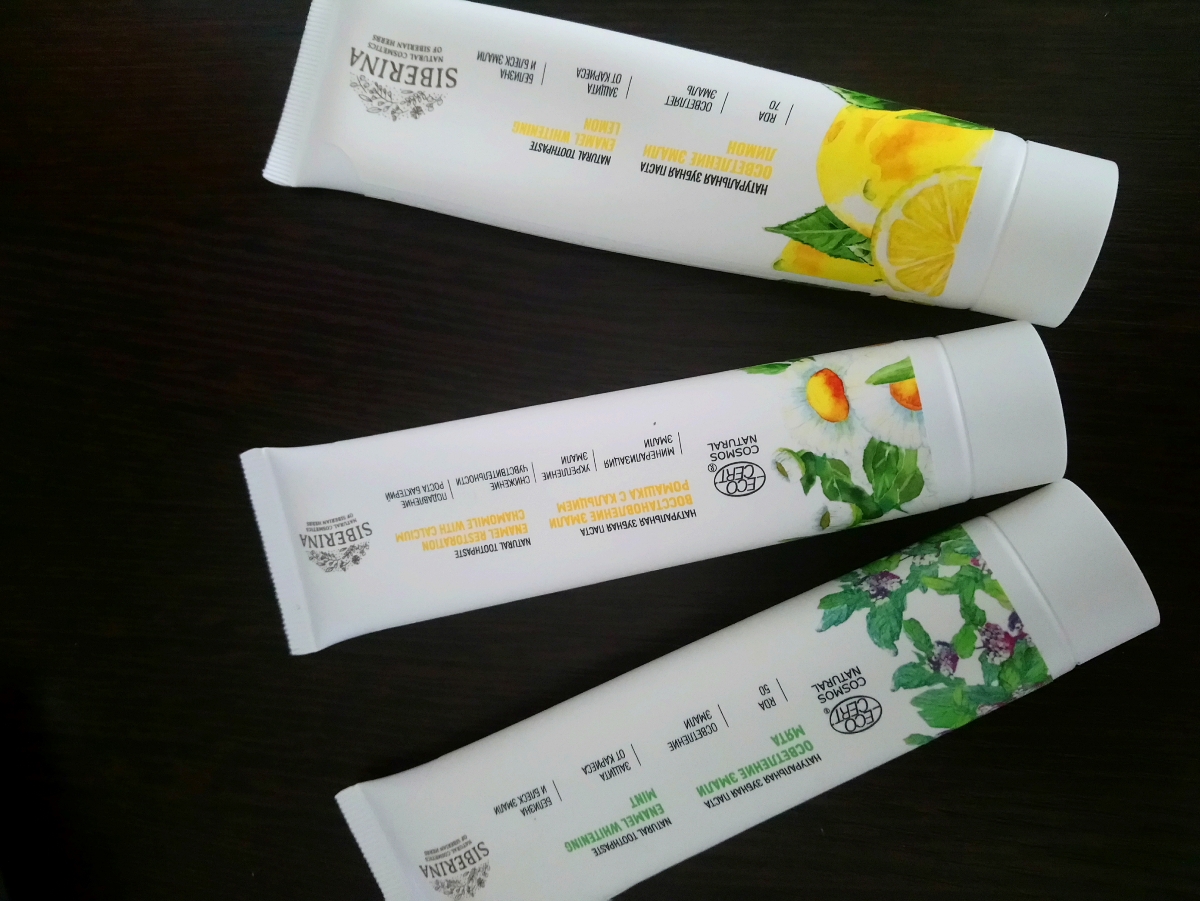 НАТУРАЛЬНАЯ ЗУБНАЯ ПАСТА
ОСВЕТЛЕНИЕ ЭМАЛИ
ЛИМОН
NATURAL TOOTHPASTE
ENAMEL WHITENING
LEMON
RDA
70
ОСВЕТЛЯЕТ
ЭМАЛЬ
ЗАЩИТА
ОТ КАРИЕСА
БЕЛИЗНА
И БЛЕСК ЭМАЛИ
SIBERINA
NATURAL COSMETICS
OF SIBERIAN HERBS
ECO
CERT
®
COSMOS
NATURAL
НАТУРАЛЬНАЯ ЗУБНАЯ ПАСТА
ВОССТАНОВЛЕНИЕ ЭМАЛИ
РОМАШКА С КАЛЬЦИЕМ
NATURAL TOOTHPASTE
ENAMEL RESTORATION
CHAMOMILE WITH CALCIUM
МИНЕРАЛИЗАЦИЯ
ЭМАЛИ
УКРЕПЛЕНИЕ
ЭМАЛИ
СНИЖЕНИЕ
ЧУВСТВИТЕЛЬНОСТИ
ПОДАВЛЕНИЕ
РОСТА БАКТЕРИЙ
SIBERINA
NATURAL COSMETICS
OF SIBERIAN HERBS
ECO
CERT
®
COSMOS
NATURAL
НАТУРАЛЬНАЯ ЗУБНАЯ ПАСТА
ОСВЕТЛЕНИЕ ЭМАЛИ
МЯТА
NATURAL TOOTHPASTE
ENAMEL WHITENING
MINT
RDA
50
ОСВЕТЛЕНИЕ
ЭМАЛИ
ЗАЩИТА
ОТ КАРИЕСА
БЕЛИЗНА
И БЛЕСК ЭМАЛИ
SIBERINA
NATURAL COSMETICS
OF SIBERIAN HERBS